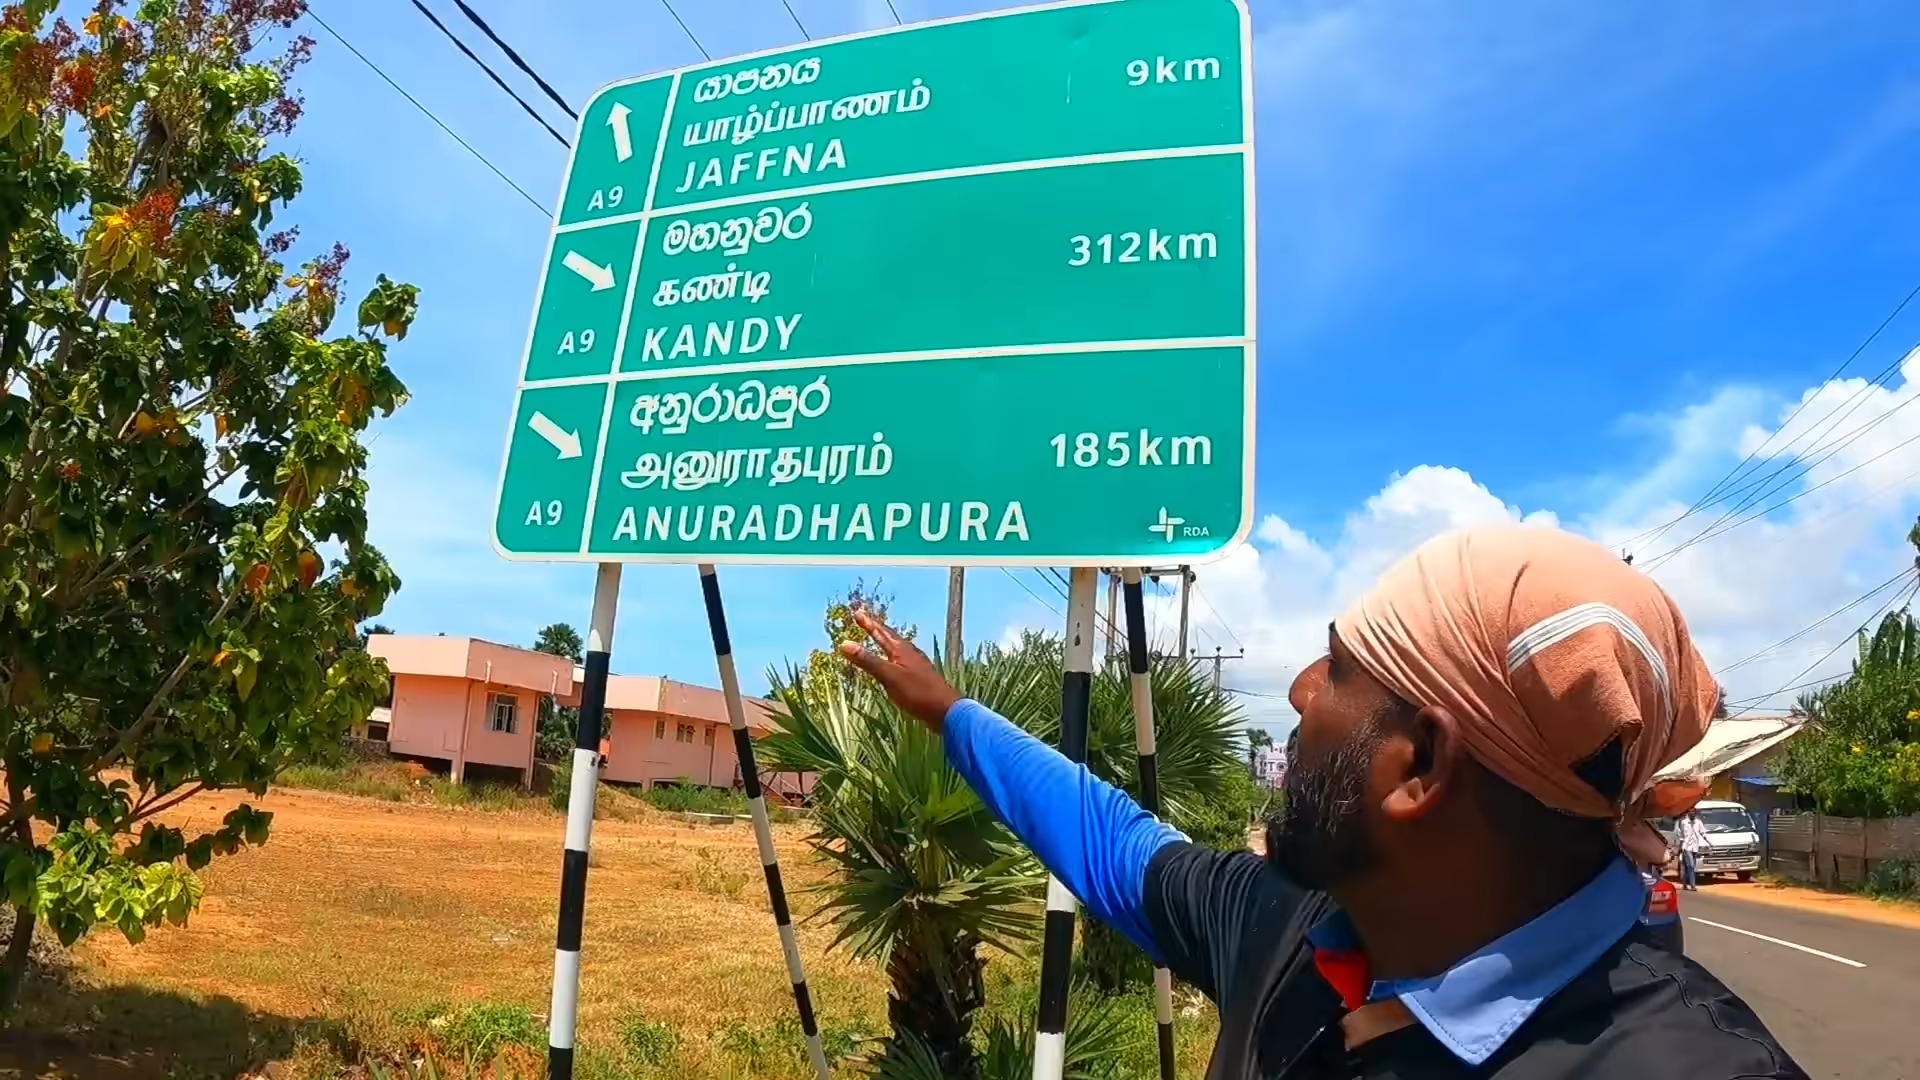 යාපනය
யாழ்ப்பாணம்
JAFFNA
9km
A9
මහනුවර
கண்டி
KANDY
312km
A9
අනුරාධපුර
அனுராதபுரம்
ANURADHAPURA
185km
A9
RDA